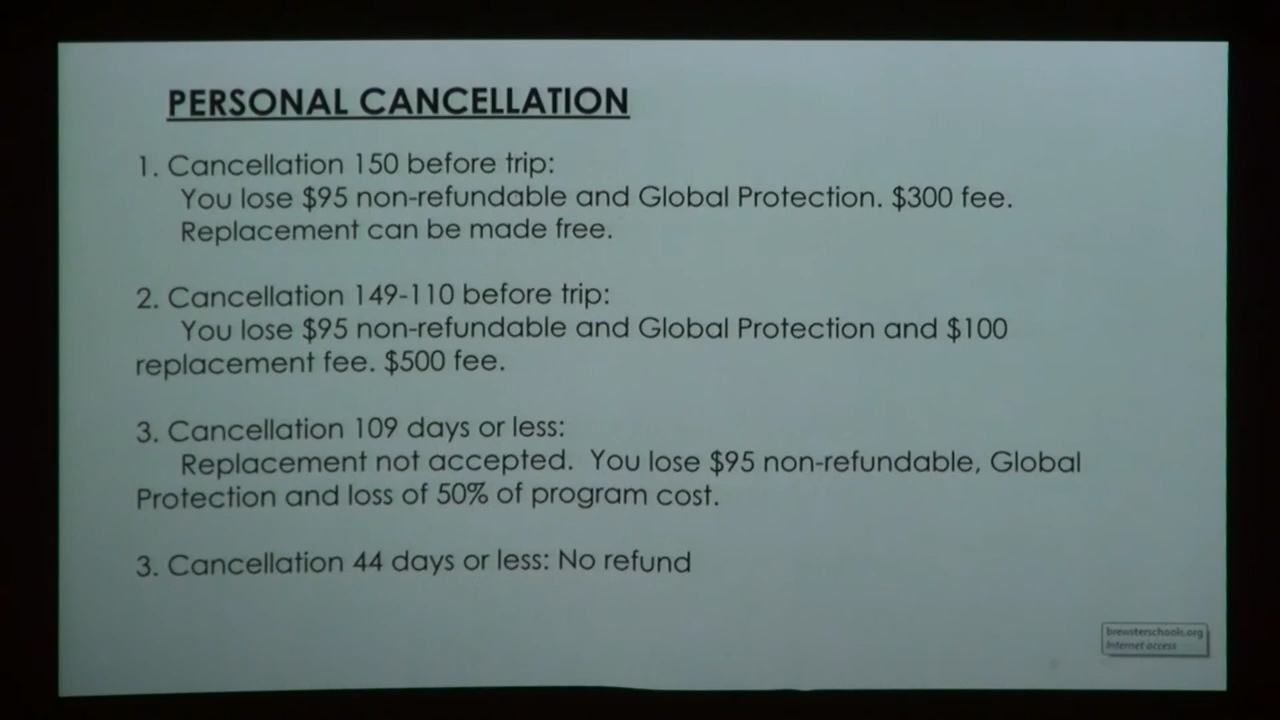 PERSONAL CANCELLATION
1. Cancellation 150 before trip:
You lose $95 non-refundable and Global Protection. $300 fee.
Replacement can be made free.
2. Cancellation 149-110 before trip:
You lose $95 non-refundable and Global Protection and $100
replacement fee. $500 fee.
3. Cancellation 109 days or less:
Replacement not accepted. You lose $95 non-refundable, Global
Protection and loss of 50% of program cost.
3. Cancellation 44 days or less: No refund
brewsterschools.org
Internet access